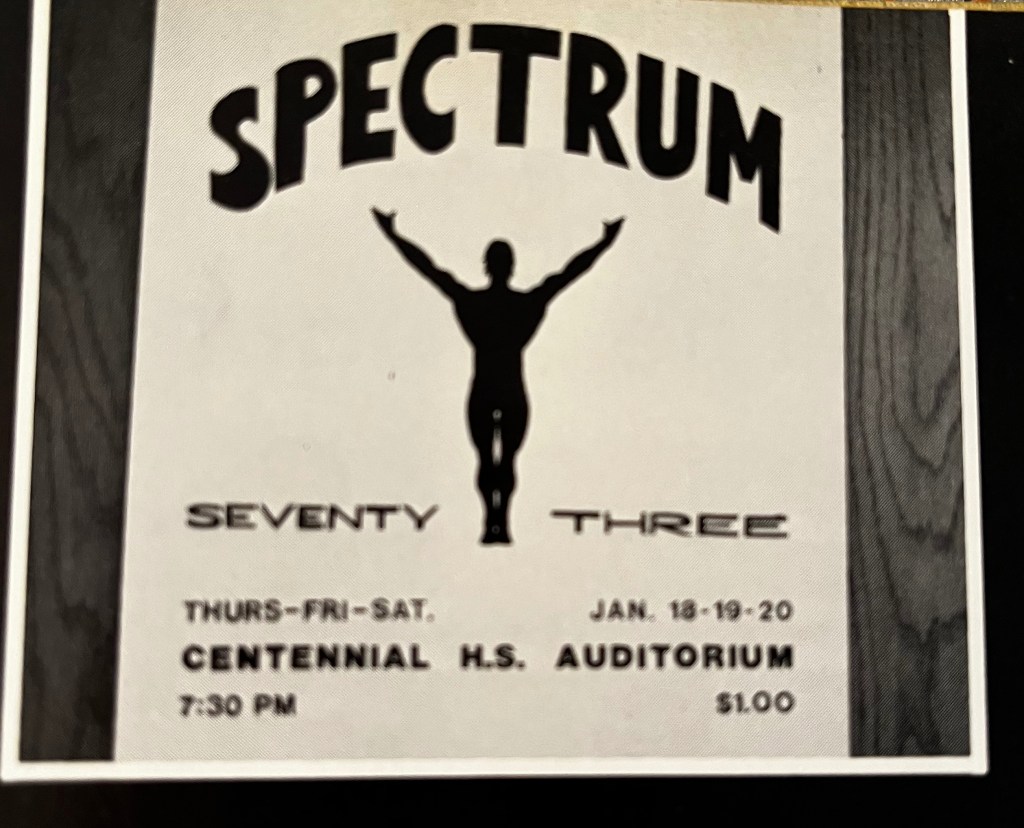 SPECTRUM
SEVENTY THREE
THURS-FRI-SAT. JAN. 18-19-20
CENTENNIAL H.S. AUDITORIUM
7:30 PM $1.00